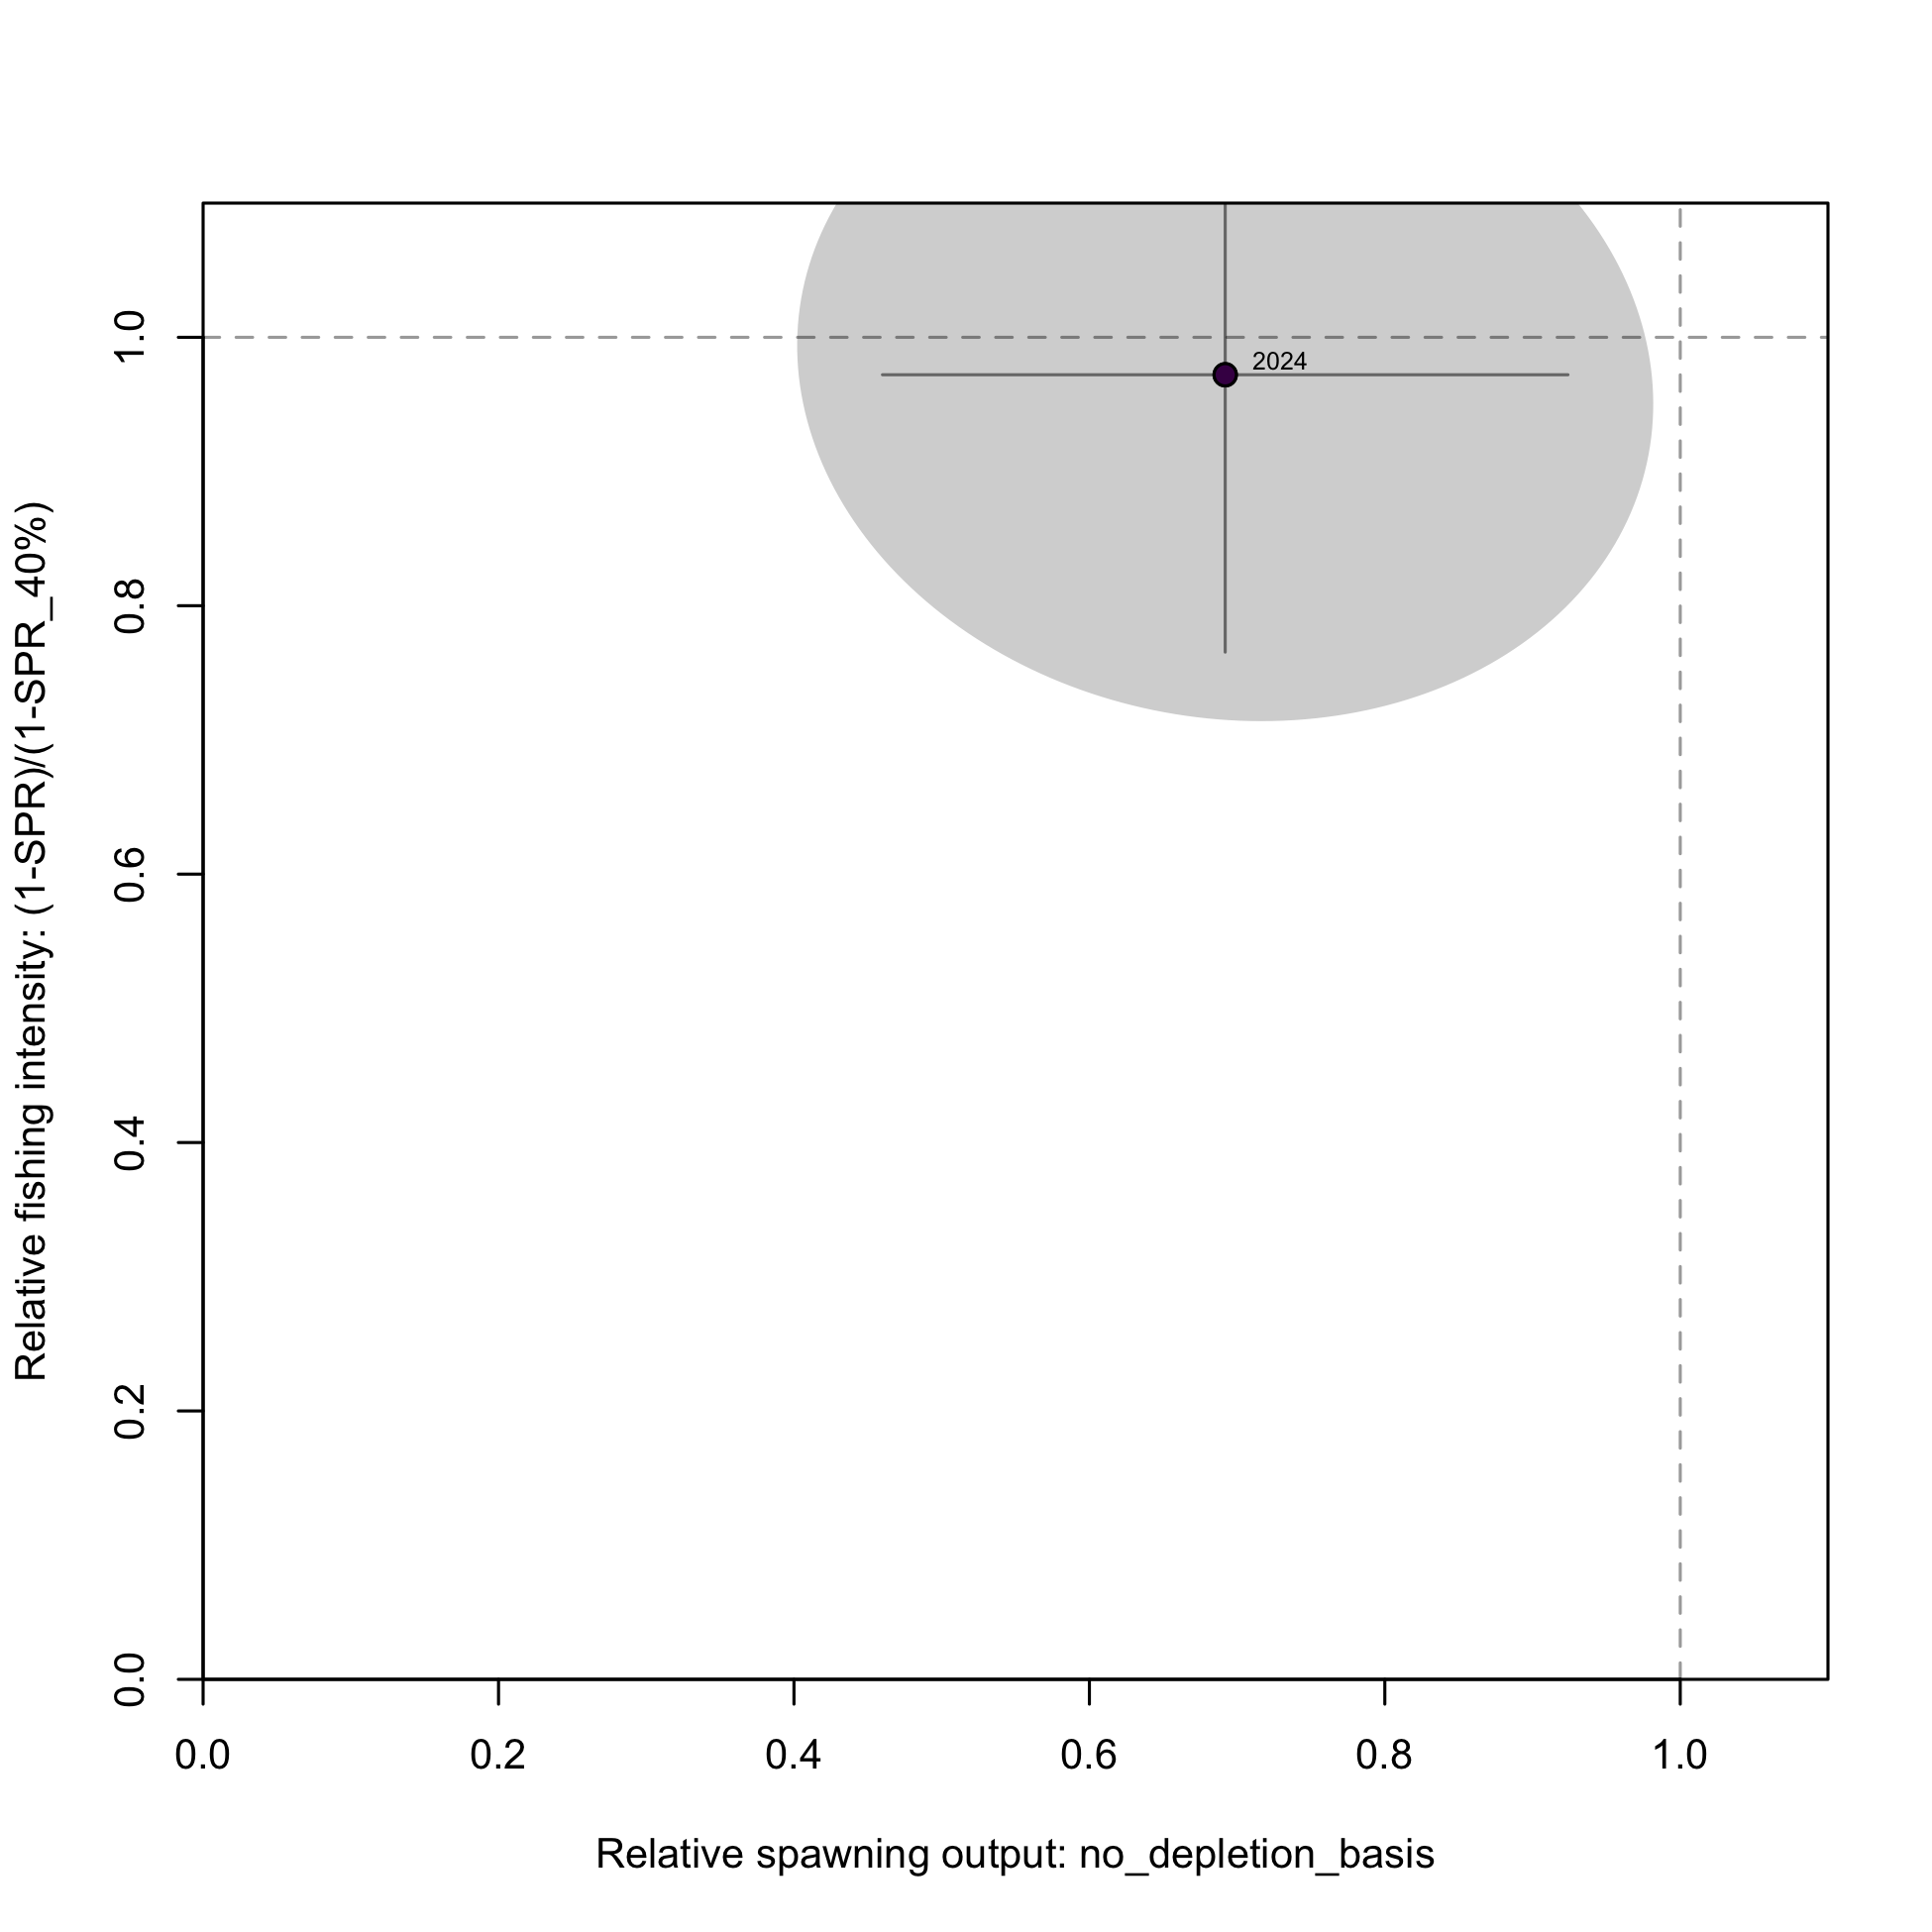 Relative fishing intensity: (1-SPR)/(1-SPR_40%)
1.0
0.8
0.6
0.4
0.2
0.0
2024
0.0 0.2 0.4 0.6 0.8 1.0
Relative spawning output: no_depletion_basis